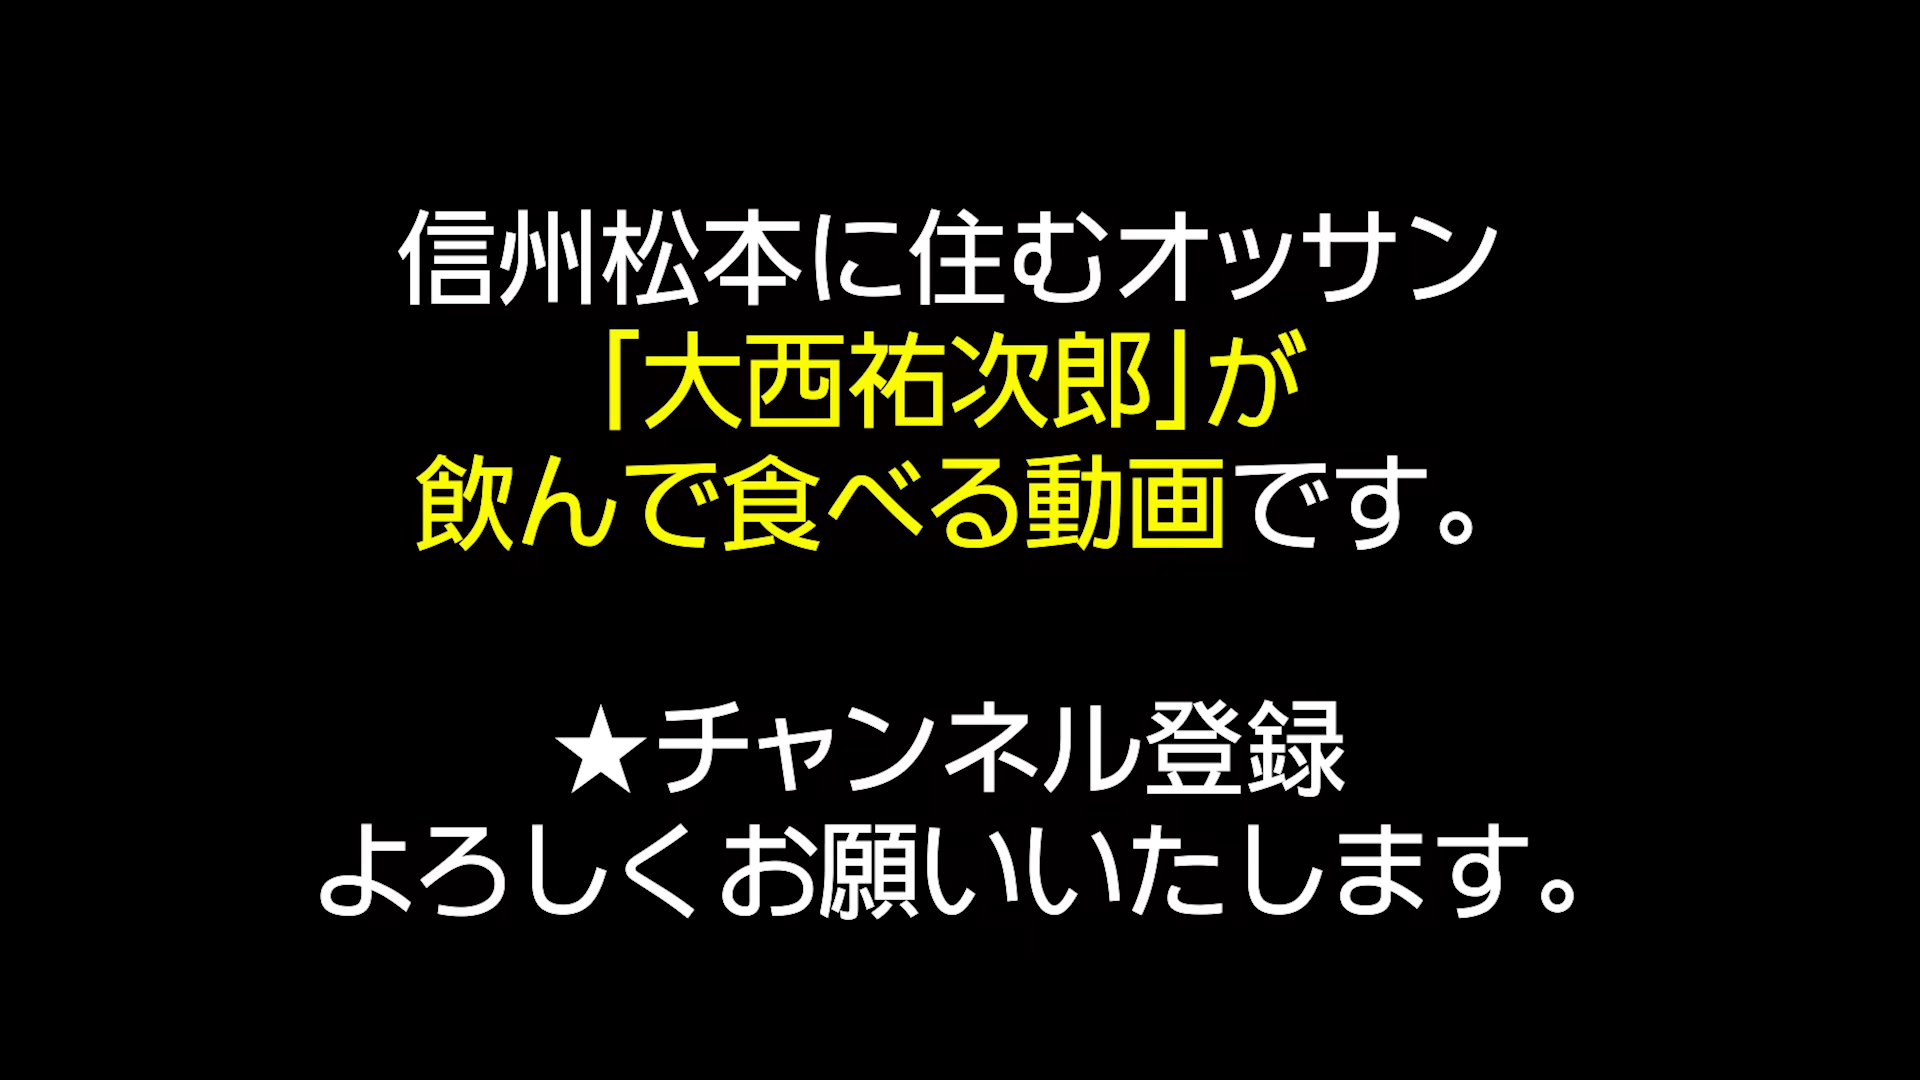 信州松本に住むオッサン
「大西祐次郎」が
飲んで食べる動画です。
★チャンネル登録
よろしくお願いいたします。